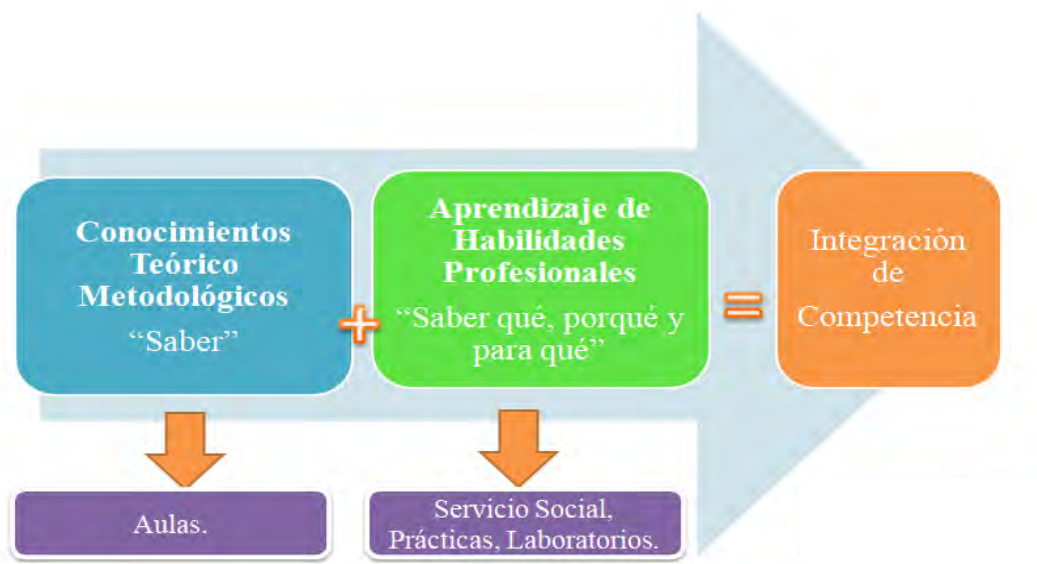 Conocimientos
Teórico
Metodológicos
“Saber”
+
Aprendizaje de
Habilidades
Profesionales
“Saber qué, porqué y
para qué”
=
Integración
de
Competencia
Aulas.
Servicio Social,
Prácticas, Laboratorios.